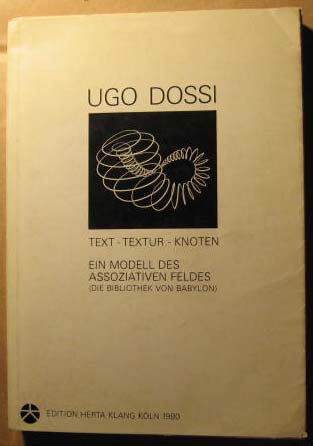 UGO DOSSI
TEXT - TEXTUR - KNOTEN
EIN MODELL DES
ASSOZIATIVEN FELDES
(DIE BIBLIOTHEK VON BABYLON)
EDITION HERTA KLANG KÖLN 1980